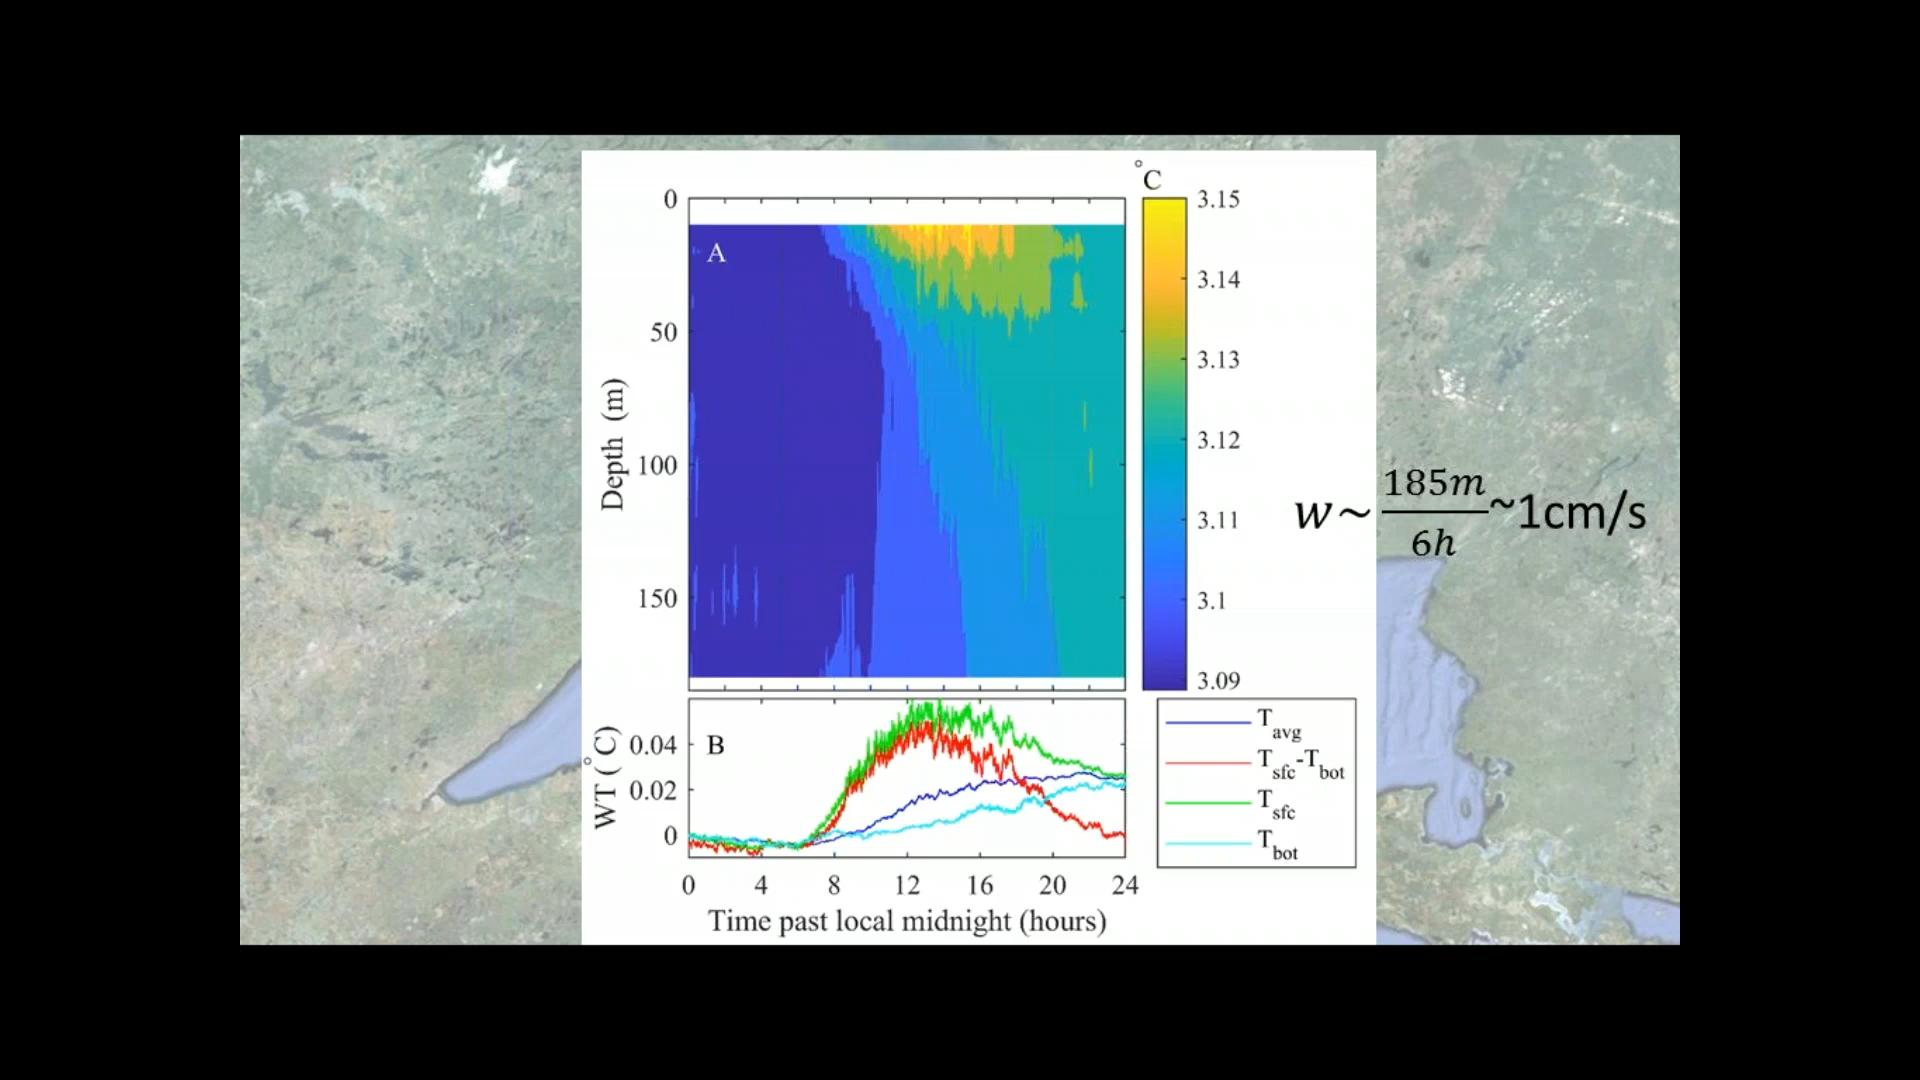 °C
0
50
100
150
Depth (m)
A
3.15
3.14
3.13
3.12
3.11
3.1
3.09
w~ 185m/6h ~1cm/s
WT (°C)
0.04
0.02
0
B
T_avg
T_sfc-T_bot
T_sfc
T_bot
0 4 8 12 16 20 24
Time past local midnight (hours)